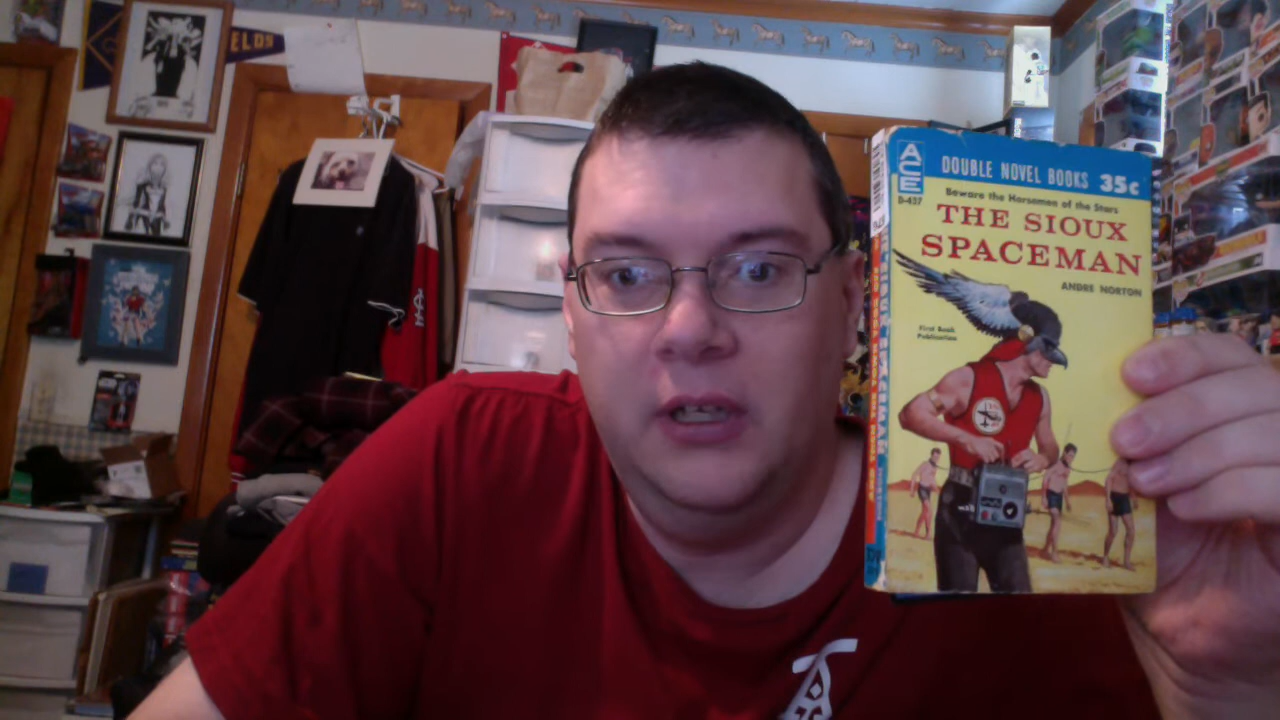 ACE
DOUBLE NOVEL BOOKS 35c
D-437
Beware the Horsemen of the Stars
THE SIOUX
SPACEMAN
ANDRE NORTON
First Book
Publication
ELDS